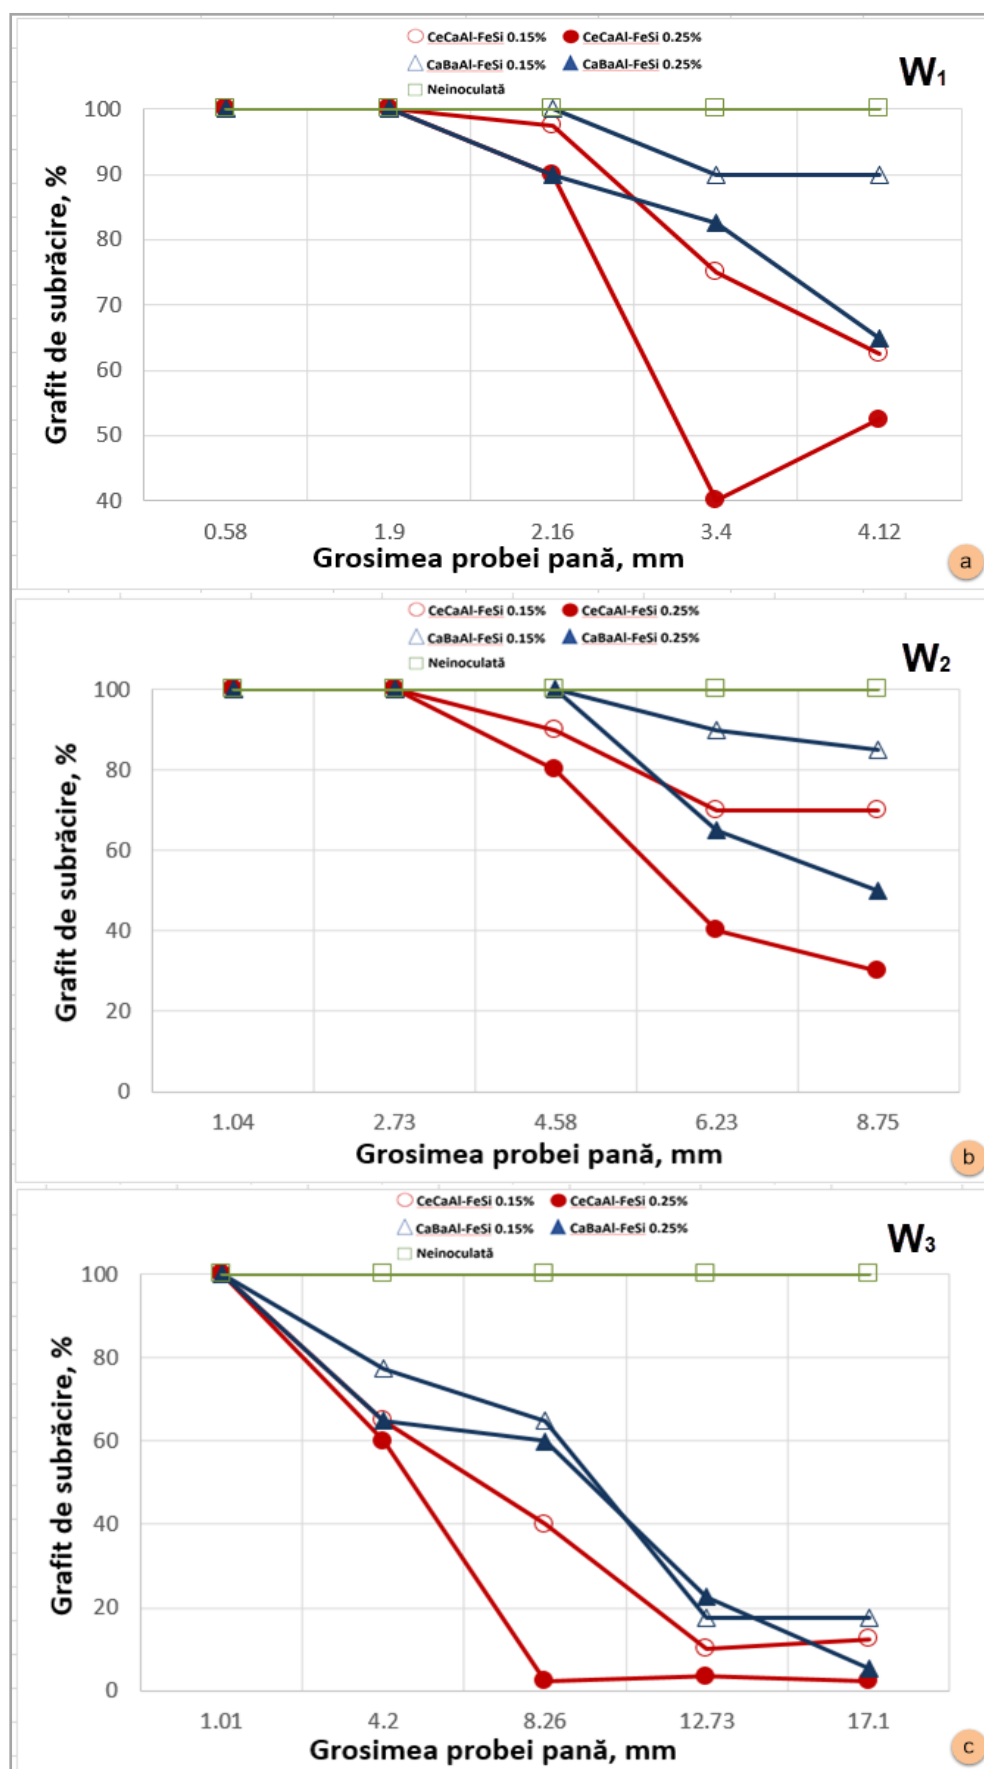 CeCaAl-FeSi 0.15% CeCaAl-FeSi 0.25%
CaBaAl-FeSi 0.15% CaBaAl-FeSi 0.25%
Neinoculată
W1
Grafit de subrăcire, %
100
90
80
70
60
50
40
0.58 1.9 2.16 3.4 4.12
Grosimea probei pană, mm
a
CeCaAl-FeSi 0.15% CeCaAl-FeSi 0.25%
CaBaAl-FeSi 0.15% CaBaAl-FeSi 0.25%
Neinoculată
W2
Grafit de subrăcire, %
100
80
60
40
20
0
1.04 2.73 4.58 6.23 8.75
Grosimea probei pană, mm
b
CeCaAl-FeSi 0.15% CeCaAl-FeSi 0.25%
CaBaAl-FeSi 0.15% CaBaAl-FeSi 0.25%
Neinoculată
W3
Grafit de subrăcire, %
100
80
60
40
20
0
1.01 4.2 8.26 12.73 17.1
Grosimea probei pană, mm
c